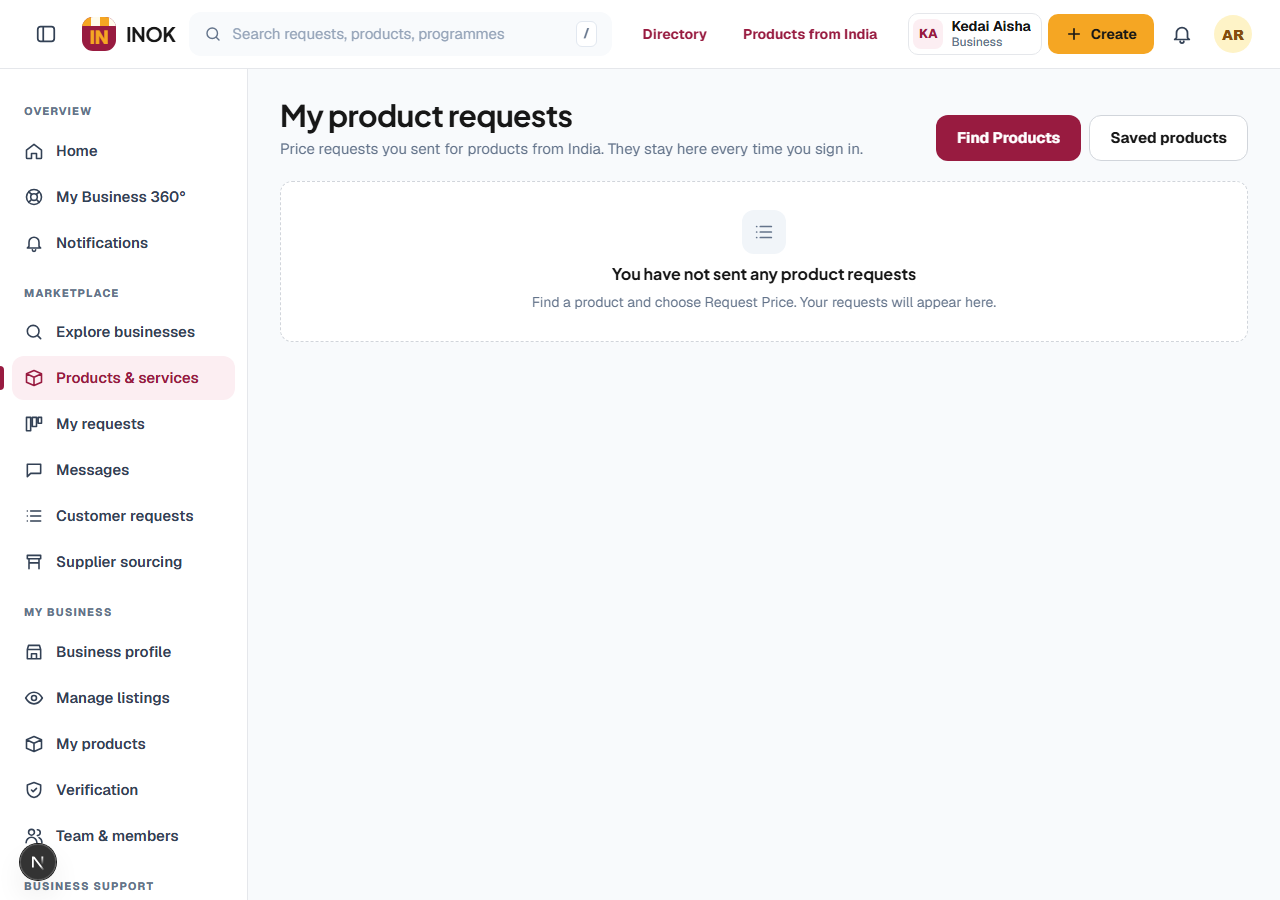 IN INOK
Search requests, products, programmes /
Directory
Products from India
KA Kedai Aisha
Business
Create
AR
OVERVIEW
Home
My Business 360°
Notifications
MARKETPLACE
Explore businesses
Products & services
My requests
Messages
Customer requests
Supplier sourcing
MY BUSINESS
Business profile
Manage listings
My products
Verification
Team & members
N
BUSINESS SUPPORT
My product requests
Price requests you sent for products from India. They stay here every time you sign in.
Find Products
Saved products
You have not sent any product requests
Find a product and choose Request Price. Your requests will appear here.